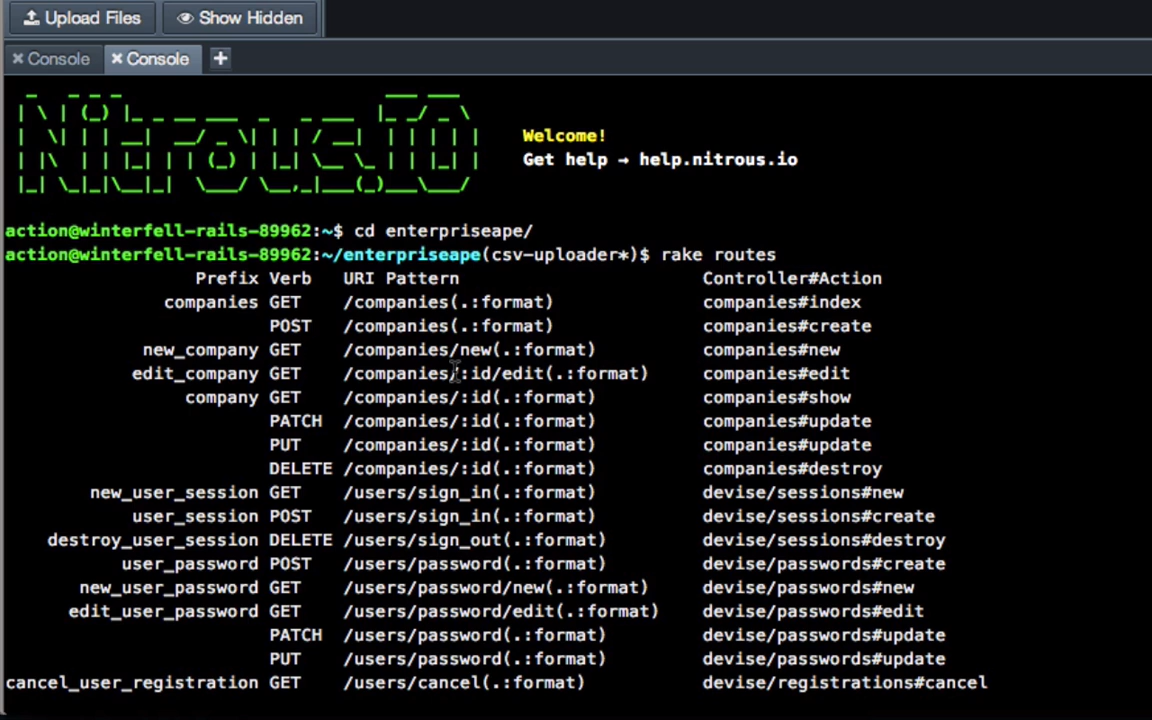 Upload Files Show Hidden
Console Console
Nitrous.IO
Welcome!
Get help → help.nitrous.io
action@winterfell-rails-89962:~$ cd enterpriseape/
action@winterfell-rails-89962:~/enterpriseape(csv-uploader*)$ rake routes
Prefix Verb URI Pattern Controller#Action
companies GET /companies(.:format) companies#index
POST /companies(.:format) companies#create
new_company GET /companies/new(.:format) companies#new
edit_company GET /companies/:id/edit(.:format) companies#edit
company GET /companies/:id(.:format) companies#show
PATCH /companies/:id(.:format) companies#update
PUT /companies/:id(.:format) companies#update
DELETE /companies/:id(.:format) companies#destroy
new_user_session GET /users/sign_in(.:format) devise/sessions#new
user_session POST /users/sign_in(.:format) devise/sessions#create
destroy_user_session DELETE /users/sign_out(.:format) devise/sessions#destroy
user_password POST /users/password(.:format) devise/passwords#create
new_user_password GET /users/password/new(.:format) devise/passwords#new
edit_user_password GET /users/password/edit(.:format) devise/passwords#edit
PATCH /users/password(.:format) devise/passwords#update
PUT /users/password(.:format) devise/passwords#update
cancel_user_registration GET /users/cancel(.:format) devise/registrations#cancel